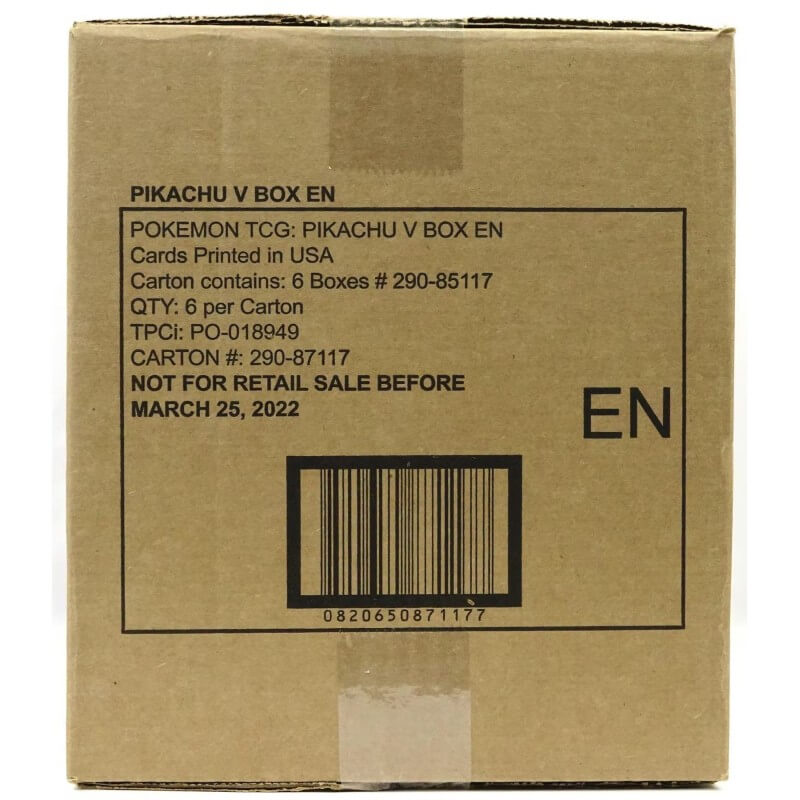 PIKACHU V BOX EN
POKEMON TCG: PIKACHU V BOX EN
Cards Printed in USA
Carton contains: 6 Boxes # 290-85117
QTY: 6 per Carton
TPCi: PO-018949
CARTON #: 290-87117
NOT FOR RETAIL SALE BEFORE
MARCH 25, 2022
EN
0820650871177